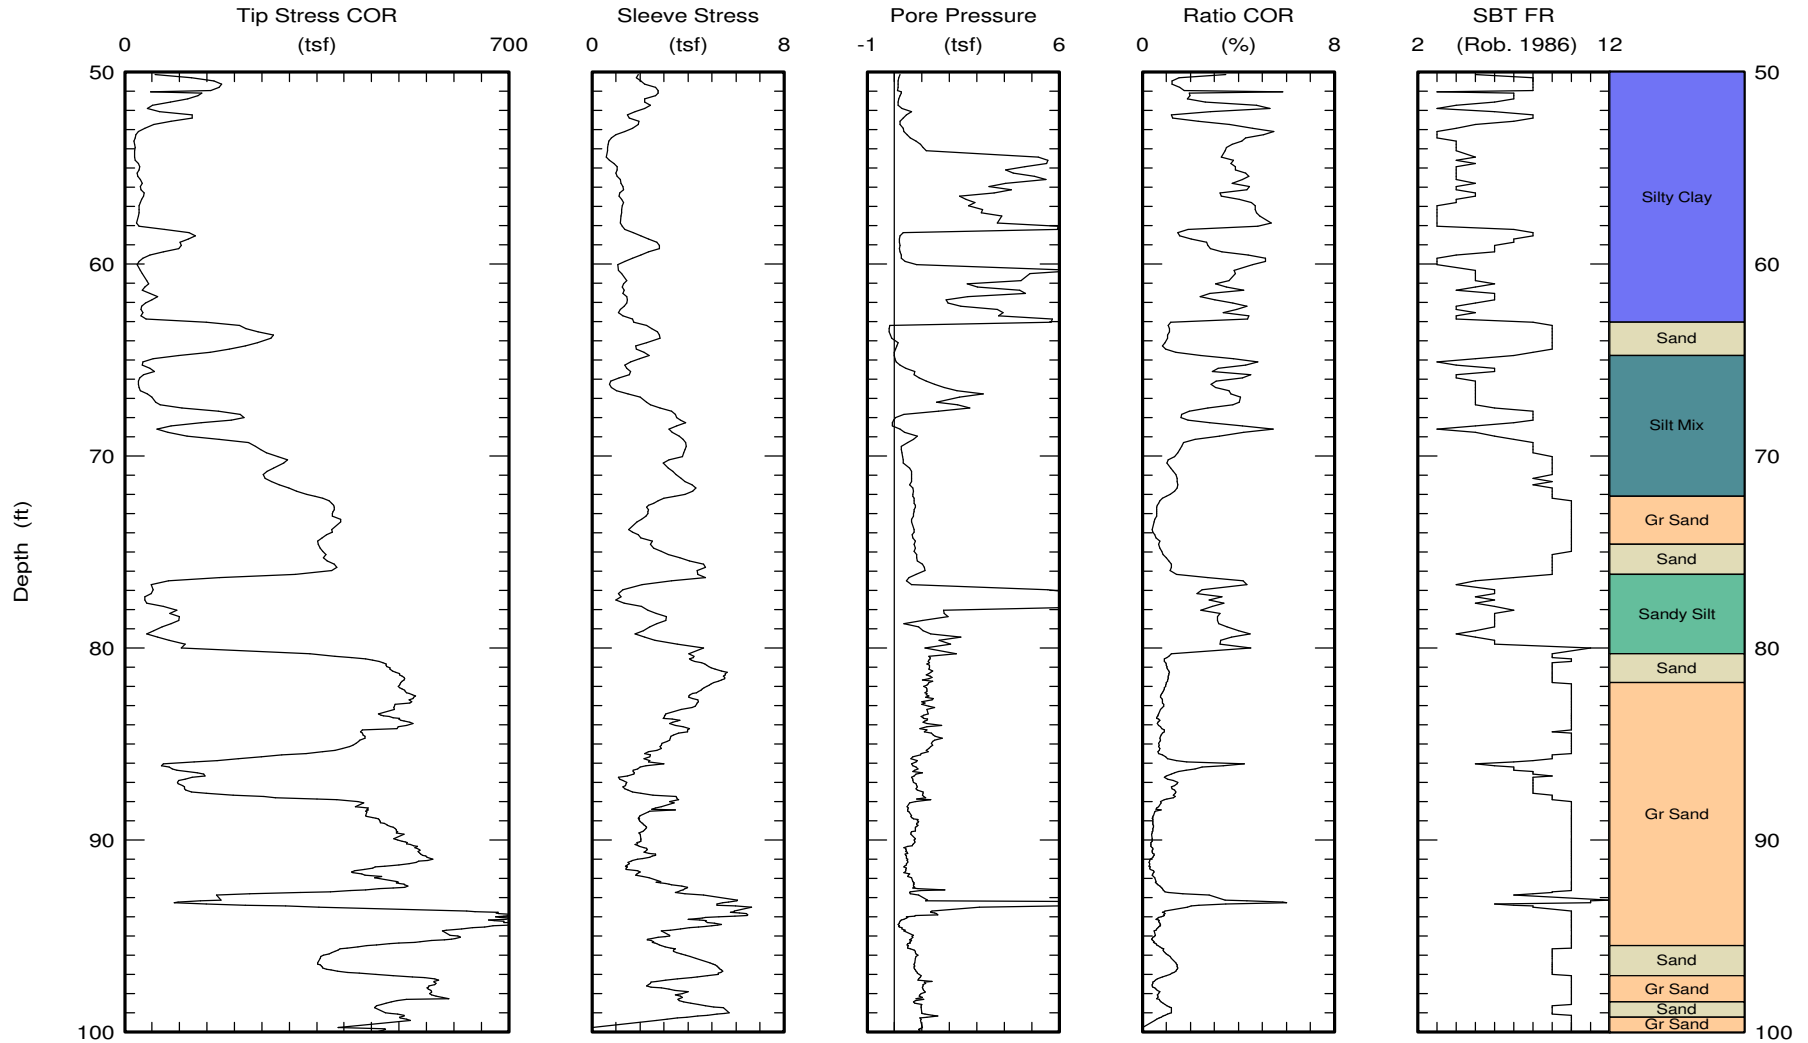 Tip Stress COR
Sleeve Stress
Pore Pressure
Ratio COR
SBT FR
0 (tsf) 700
0 (tsf) 8
-1 (tsf) 6
0 (%) 8
2 (Rob. 1986) 12
50 50
Silty Clay
60 60
Sand
Silt Mix
70 70
Gr Sand
Sand
Depth (ft)
Sandy Silt
80 80
Sand
Gr Sand
90 90
Sand
Gr Sand
Sand
Gr Sand
100 100